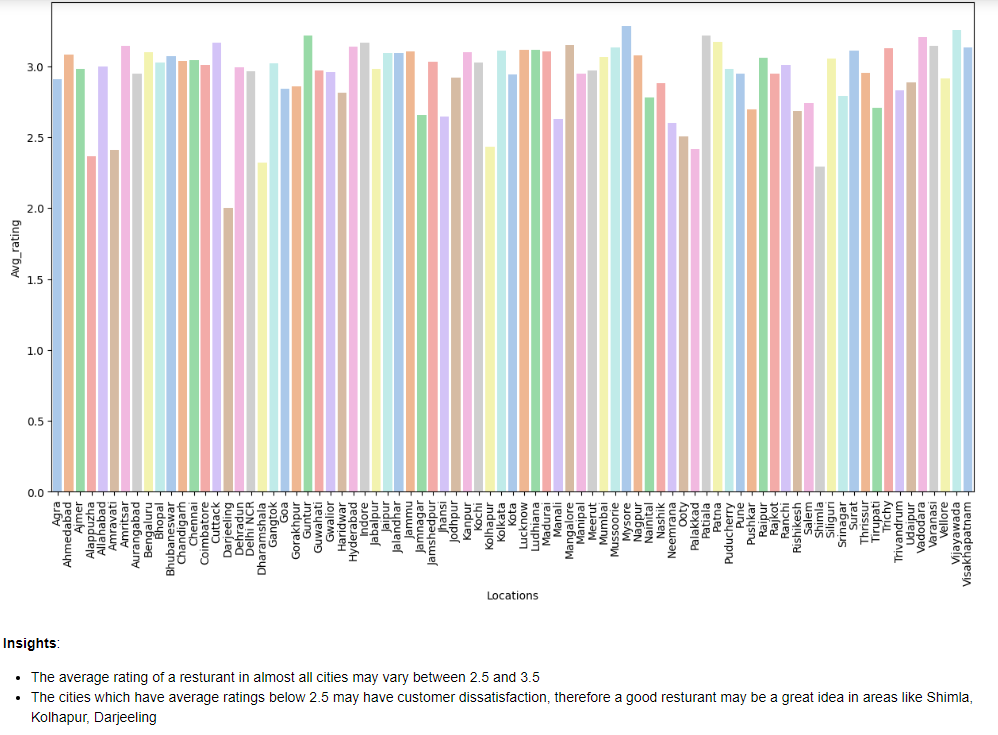 3.0
2.5
2.0
1.5
1.0
0.5
0.0
Avg_rating
Agra
Ahmedabad
Ajmer
Alappuzha
Allahabad
Amravati
Amritsar
Aurangabad
Bengaluru
Bhopal
Bhubaneswar
Chandigarh
Chennai
Coimbatore
Cuttack
Darjeeling
Dehradun
Delhi NCR
Dharamshala
Gangtok
Goa
Gorakhpur
Guntur
Guwahati
Gwalior
Haridwar
Hyderabad
Indore
Jabalpur
Jaipur
Jalandhar
Jammu
Jamnagar
Jamshedpur
Jhansi
Jodhpur
Kanpur
Kochi
Kolhapur
Kolkata
Kota
Lucknow
Ludhiana
Madurai
Manali
Mangalore
Manipal
Meerut
Mumbai
Mussoorie
Mysore
Nagpur
Nainital
Nashik
Neemrana
Ooty
Palakkad
Patiala
Patna
Puducherry
Pune
Pushkar
Raipur
Rajkot
Ranchi
Rishikesh
Salem
Shimla
Siliguri
Srinagar
Surat
Thrissur
Tirupati
Trichy
Trivandrum
Udaipur
Vadodara
Varanasi
Vellore
Vijayawada
Visakhapatnam
Locations
Insights:
• The average rating of a resturant in almost all cities may vary between 2.5 and 3.5
• The cities which have average ratings below 2.5 may have customer dissatisfaction, therefore a good resturant may be a great idea in areas like Shimla,
Kolhapur, Darjeeling